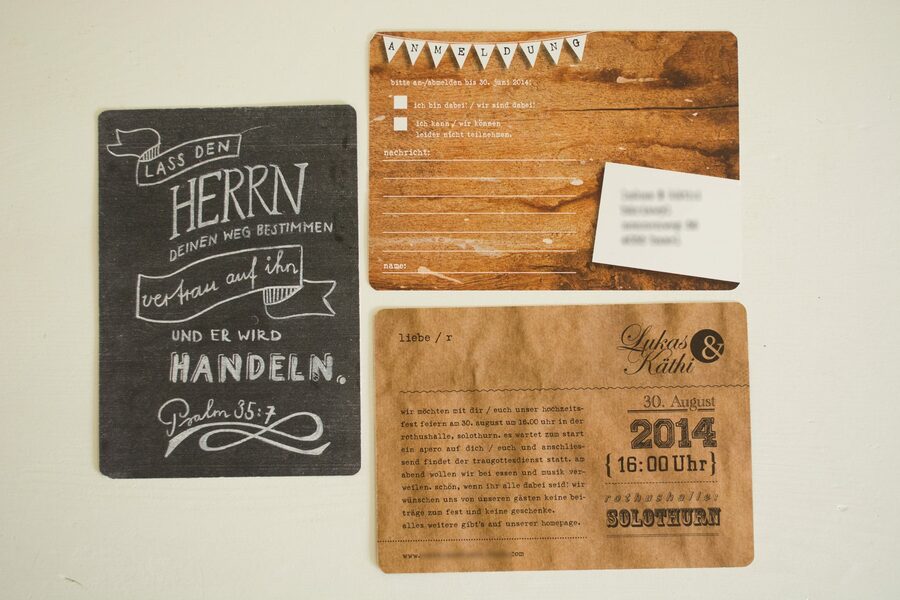 LASS DEN
HERRN
DEINEN WEG BESTIMMEN
vertrau auf ihn
UND ER WIRD
HANDELN.
Psalm 35:7
ANMELDUNG
bitte an-/abmelden bis 30. juni 2014!
ich bin dabei! / wir sind dabei!
ich kann / wir können
leider nicht teilnehmen.
nachricht:
name:
liebe / r
Lukas &
Käthi
wir möchten mit dir / euch unser hochzeits-
fest feiern am 30. august um 16.00 uhr in der
rothushalle, solothurn. es wartet zum start
ein apero auf dich / euch und anschlies-
send findet der traugottesdienst statt. am
abend wollen wir bei essen und musik ver-
weilen. schön, wenn ihr alle dabei seid! wir
wünschen uns von unseren gästen keine bei-
träge zum fest und keine geschenke.
alles weitere gibt's auf unserer homepage.
www.
com
30. August
2014
{16:00 Uhr}
rothushalle
SOLOTHURN